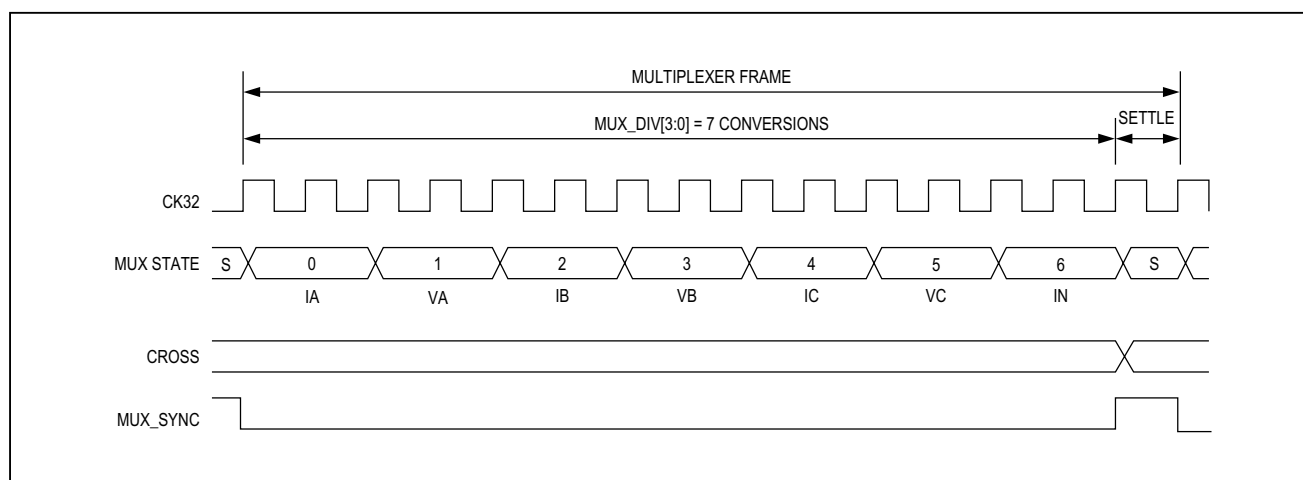 MULTIPLEXER FRAME
MUX_DIV[3:0] = 7 CONVERSIONS
SETTLE
CK32
MUX STATE S 0 1 2 3 4 5 6 S
IA VA IB VB IC VC IN
CROSS
MUX_SYNC